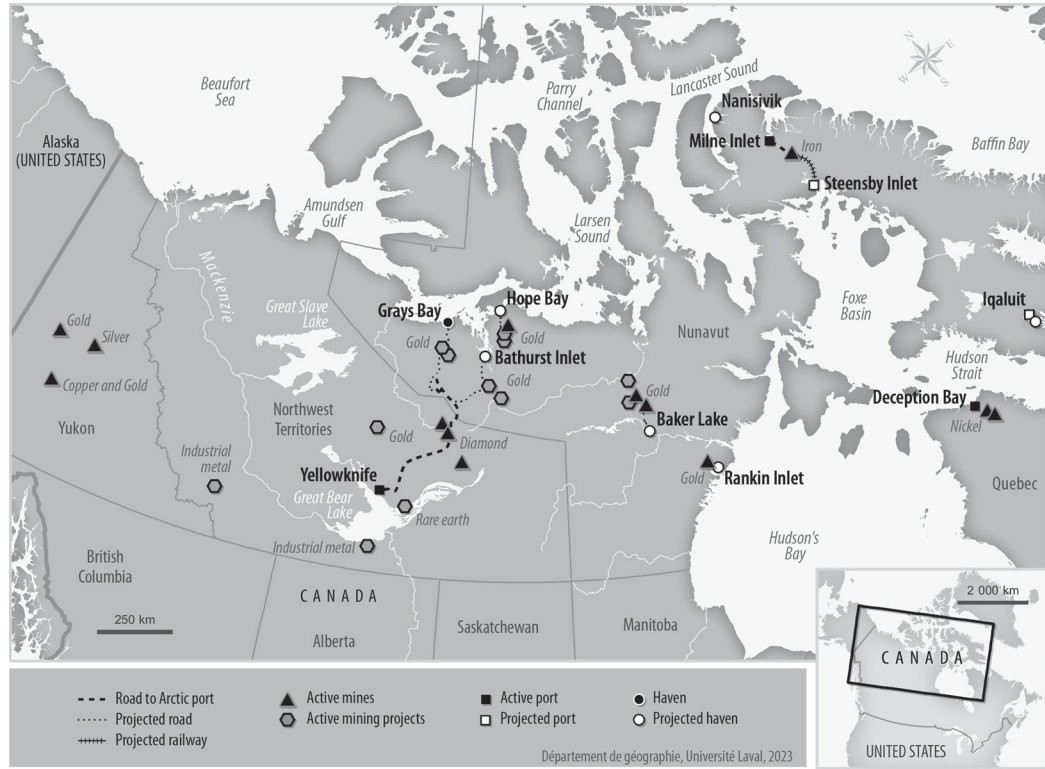 Beaufort
Sea
Parry
Channel
Lancaster Sound
Nanisivik
Milne Inlet
Iron
Baffin Bay
Steensby Inlet
N
E
S
W
Alaska
(UNITED STATES)
Amundsen
Gulf
Larsen
Sound
Mackenzie
Great Slave
Lake
Grays Bay
Hope Bay
Gold
Gold
Bathurst Inlet
Gold
Nunavut
Foxe
Basin
Iqaluit
Hudson
Strait
Gold
Silver
Copper and Gold
Yukon
Northwest
Territories
Gold
Diamond
Gold
Baker Lake
Deception Bay
Nickel
Industrial
metal
Yellowknife
Great Bear
Lake
Rare earth
Gold
Rankin Inlet
Quebec
Industrial metal
Hudson's
Bay
British
Columbia
CANADA
Alberta
Saskatchewan
Manitoba
250 km
2 000 km
CANADA
UNITED STATES
Road to Arctic port
Projected road
Projected railway
Active mines
Active mining projects
Active port
Projected port
Haven
Projected haven
Département de géographie, Université Laval, 2023